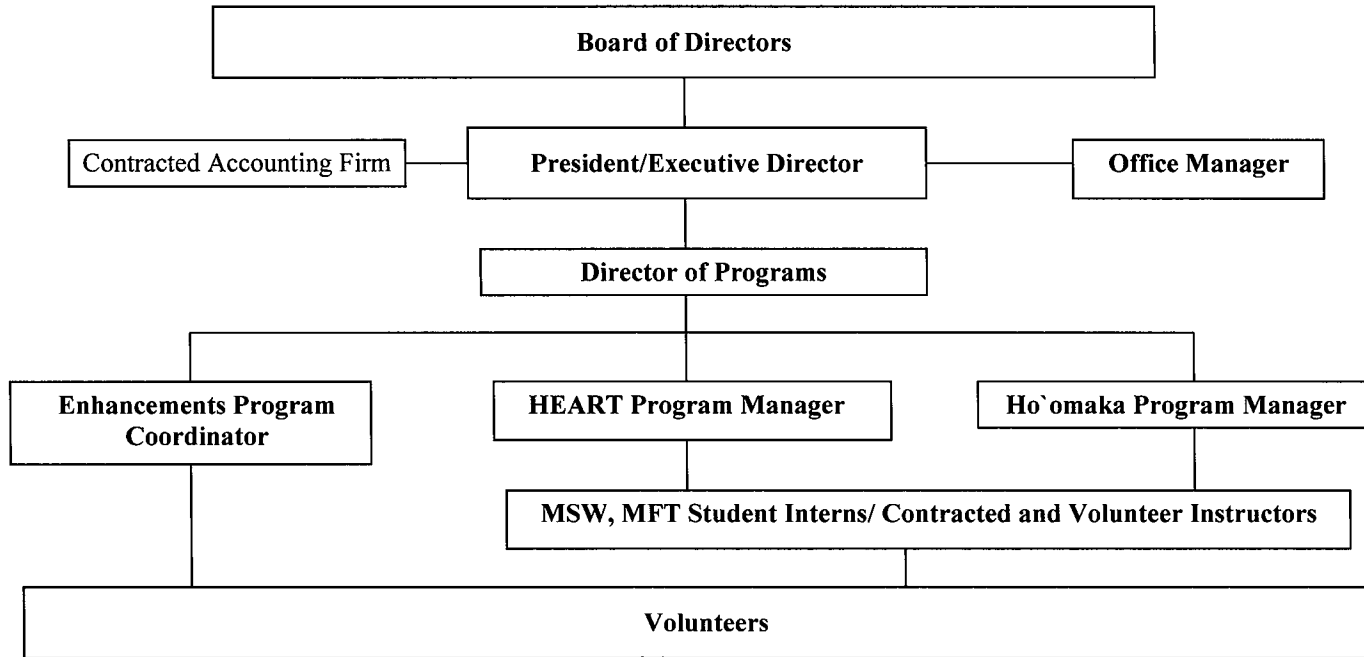 Board of Directors
Contracted Accounting Firm
President/Executive Director
Office Manager
Director of Programs
Enhancements Program
Coordinator
HEART Program Manager
Ho`omaka Program Manager
MSW, MFT Student Interns/ Contracted and Volunteer Instructors
Volunteers